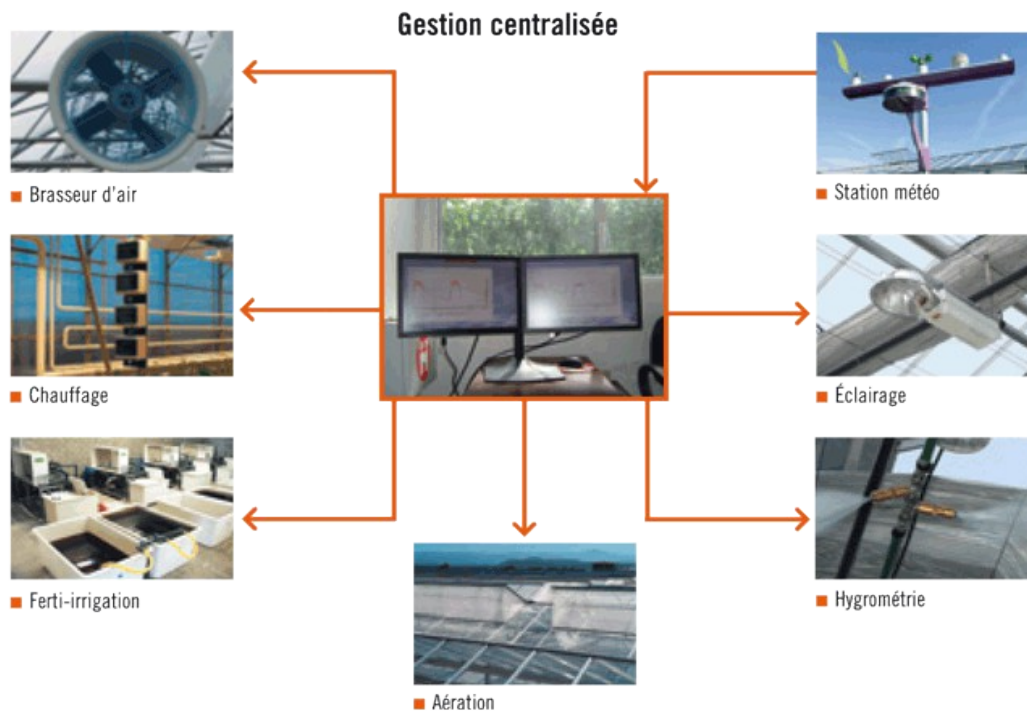 Gestion centralisée
Brasseur d'air
Station météo
Chauffage
Éclairage
Ferti-irrigation
Hygrométrie
Aération